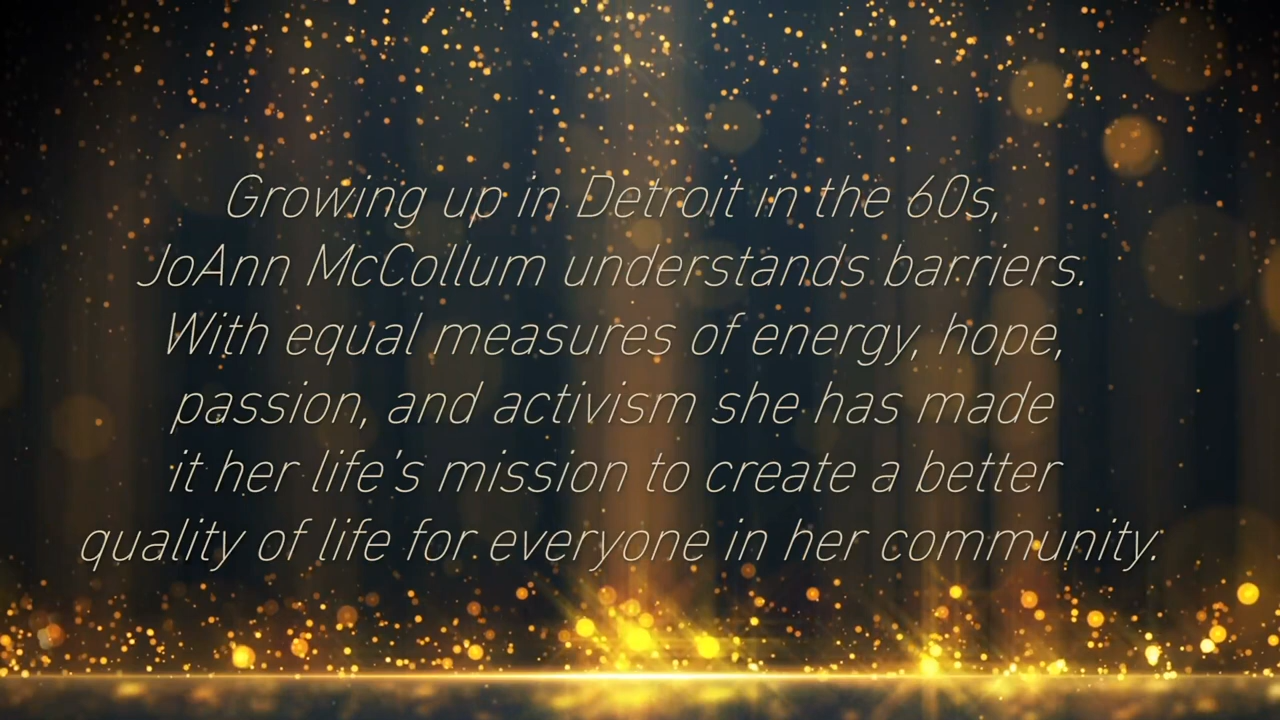 Growing up in Detroit in the 60s,
JoAnn McCollum understands barriers.
With equal measures of energy, hope,
passion, and activism she has made
it her life's mission to create a better
quality of life for everyone in her community.